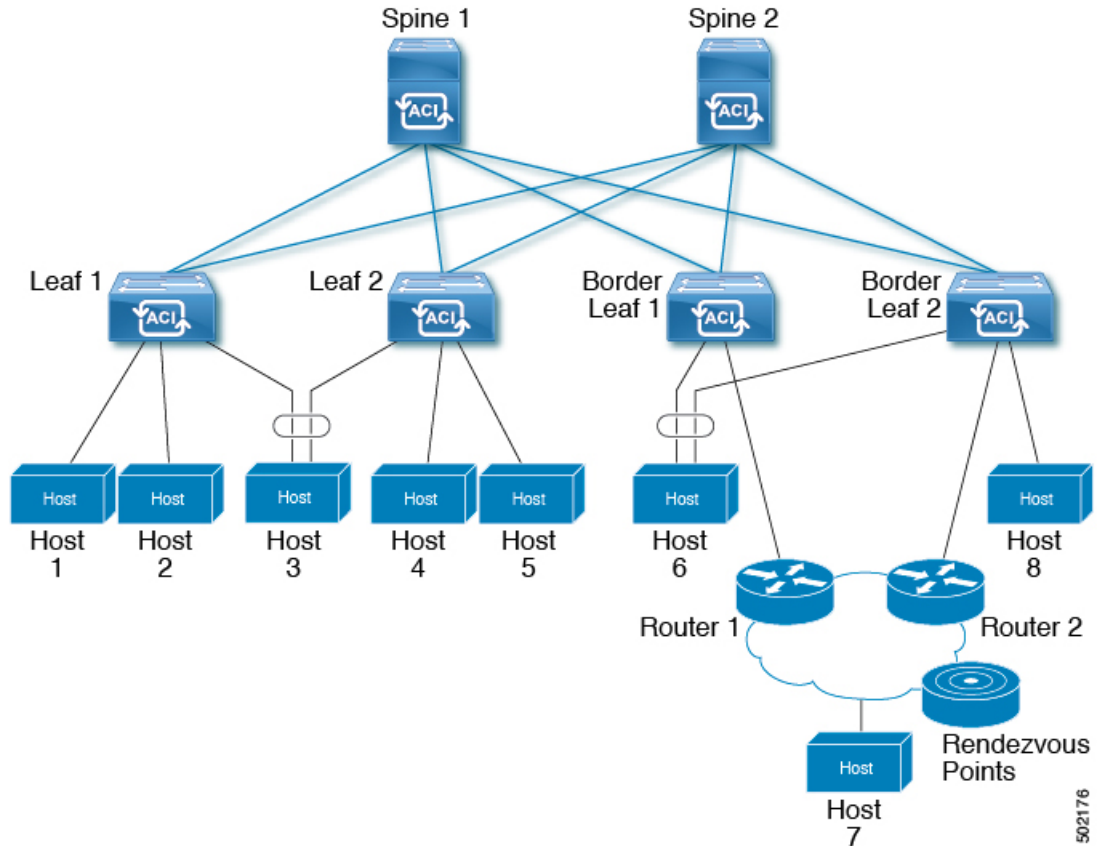 Spine 1
Spine 2
ACI
ACI
Leaf 1
Leaf 2
Border
Leaf 1
Border
Leaf 2
ACI
ACI
ACI
ACI
Host
Host
Host
Host
Host
Host
Host
Host
1
Host
2
Host
3
Host
4
Host
5
Host
6
Host
8
Router 1
Router 2
Rendezvous
Points
Host
Host
7
502176